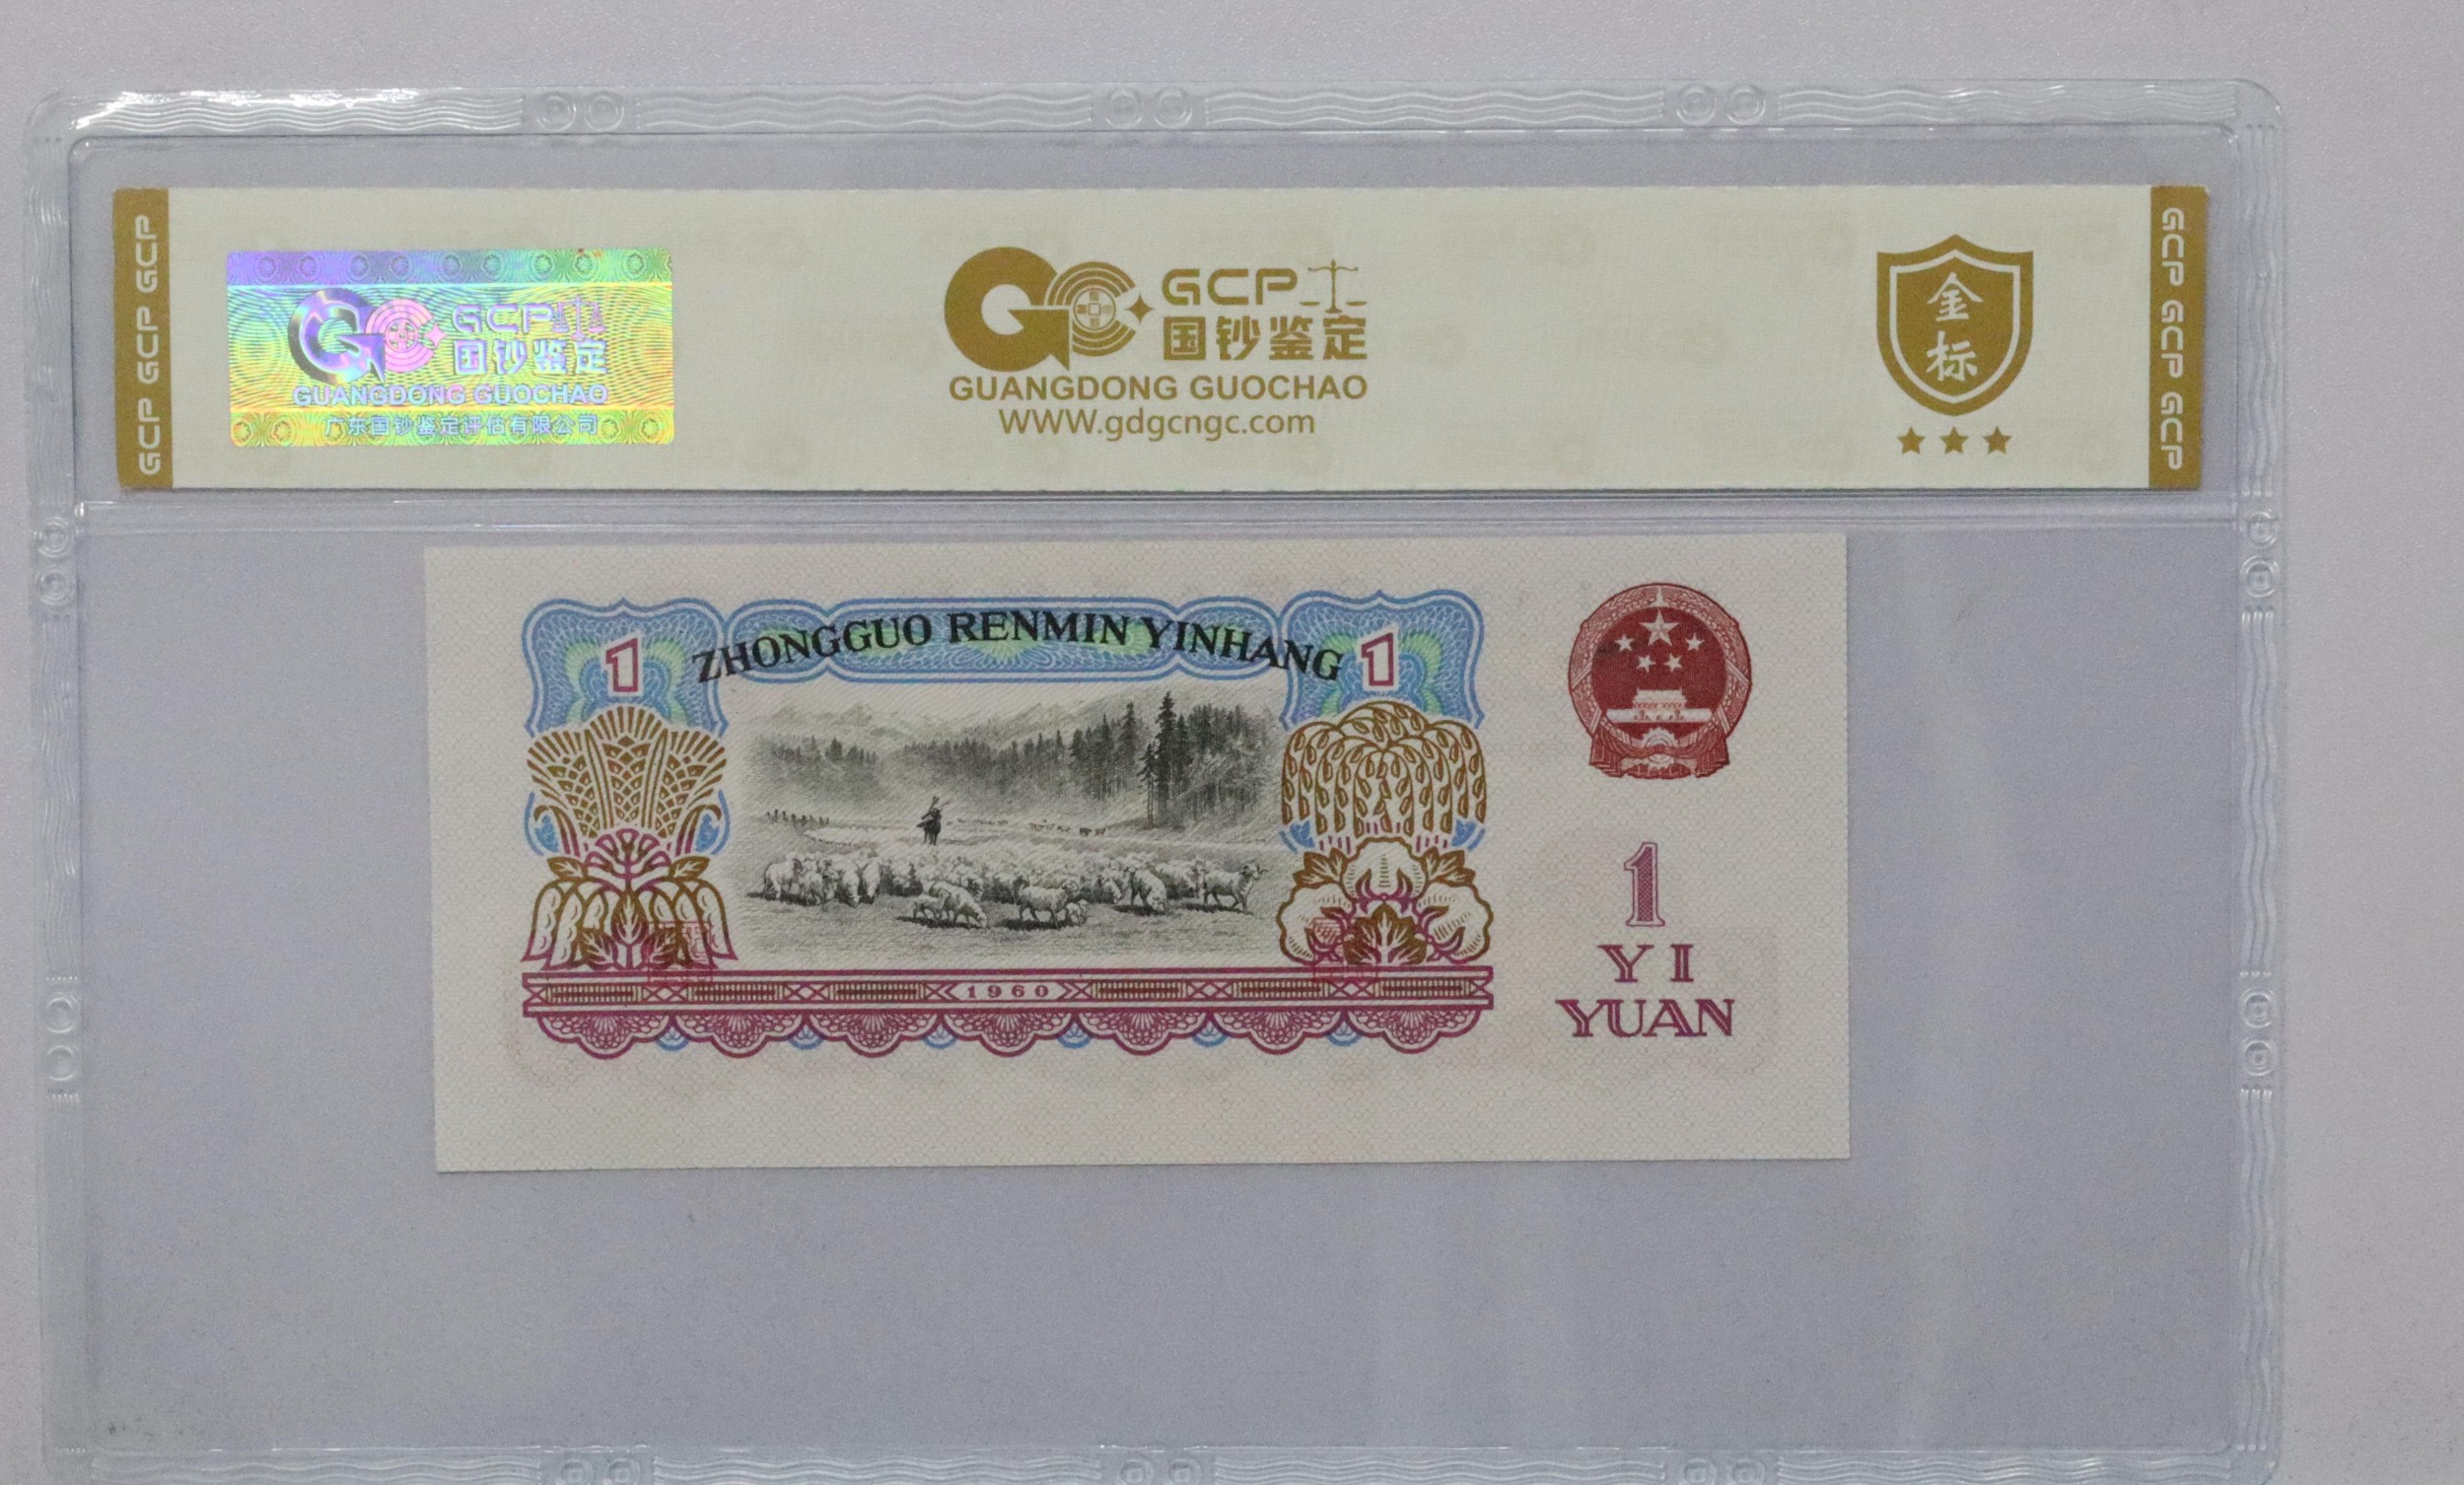 GCP GCP GCP
GCP
国钞鉴定
GUANGDONG GUOCHAO
广东国钞鉴定评估有限公司
GCP
国钞鉴定
GUANGDONG GUOCHAO
WWW.gdgcngc.com
金
标
GCP GCP GCP
1
ZHONGGUO RENMIN YINHANG
1
1960
1
YI
YUAN